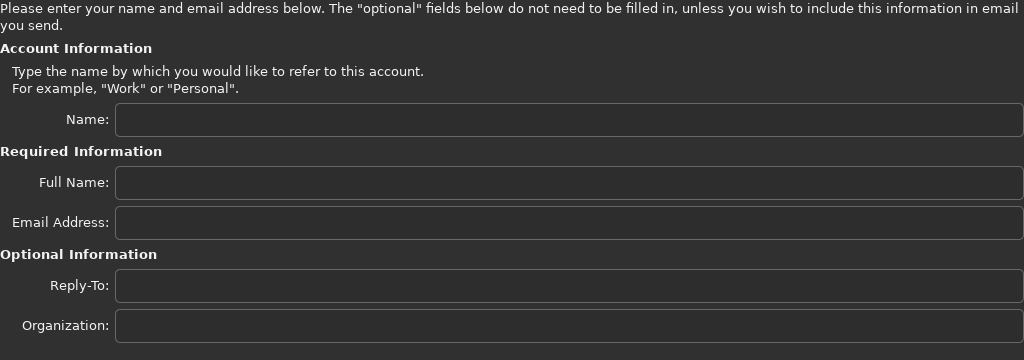 Please enter your name and email address below. The "optional" fields below do not need to be filled in, unless you wish to include this information in email
you send.
Account Information
Type the name by which you would like to refer to this account.
For example, "Work" or "Personal".
Name:
Required Information
Full Name:
Email Address:
Optional Information
Reply-To:
Organization: